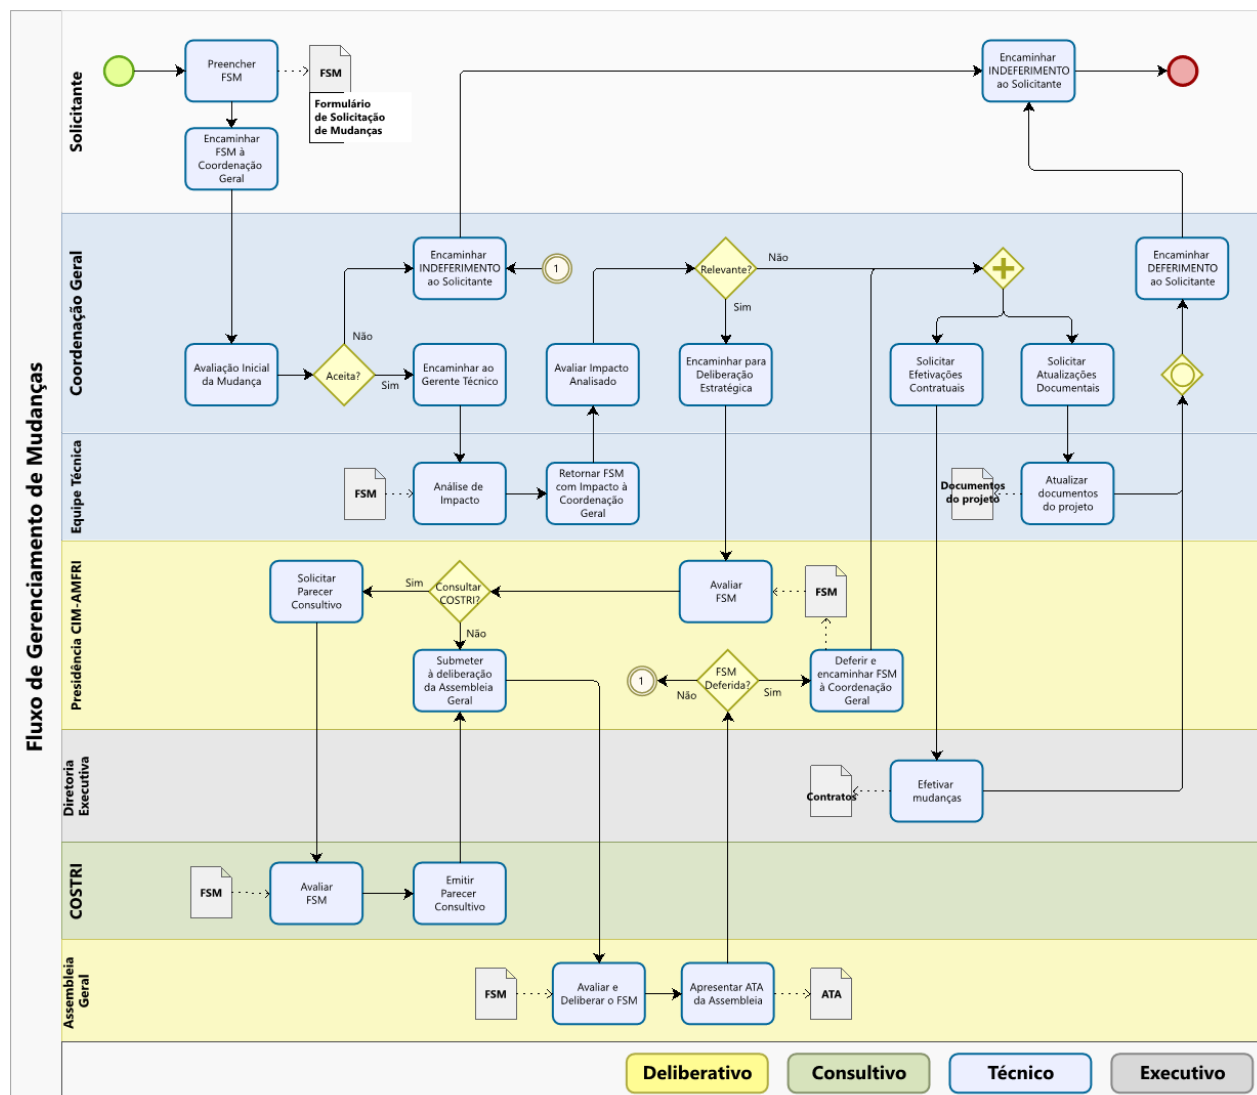 Fluxo de Gerenciamento de Mudanças
Solicitante
Preencher
FSM
FSM
Formulário
de Solicitação
de Mudanças
Encaminhar
FSM à
Coordenação
Geral
Encaminhar
INDEFERIMENTO
ao Solicitante
Coordenação Geral
Avaliação Inicial
da Mudança
Aceita?
Não
Sim
Encaminhar
INDEFERIMENTO
ao Solicitante
1
Encaminhar ao
Gerente Técnico
Avaliar Impacto
Analisado
Relevante?
Não
Sim
Encaminhar para
Deliberação
Estratégica
Solicitar
Efetivações
Contratuais
Solicitar
Atualizações
Documentais
Encaminhar
DEFERIMENTO
ao Solicitante
Equipe Técnica
FSM
Análise de
Impacto
Retornar FSM
com Impacto à
Coordenação
Geral
Documentos
do projeto
Atualizar
documentos
do projeto
Presidência CIM-AMFRI
Solicitar
Parecer
Consultivo
Sim
Consultar
COSTRI?
Não
Submeter
à deliberação
da Assembleia
Geral
Avaliar
FSM
FSM
1
Não
FSM
Deferida?
Sim
Deferir e
encaminhar FSM
à Coordenação
Geral
Diretoria
Executiva
Contratos
Efetivar
mudanças
COSTRI
FSM
Avaliar
FSM
Emitir
Parecer
Consultivo
Assembleia
Geral
FSM
Avaliar e
Deliberar o FSM
Apresentar ATA
da Assembleia
ATA
Deliberativo
Consultivo
Técnico
Executivo